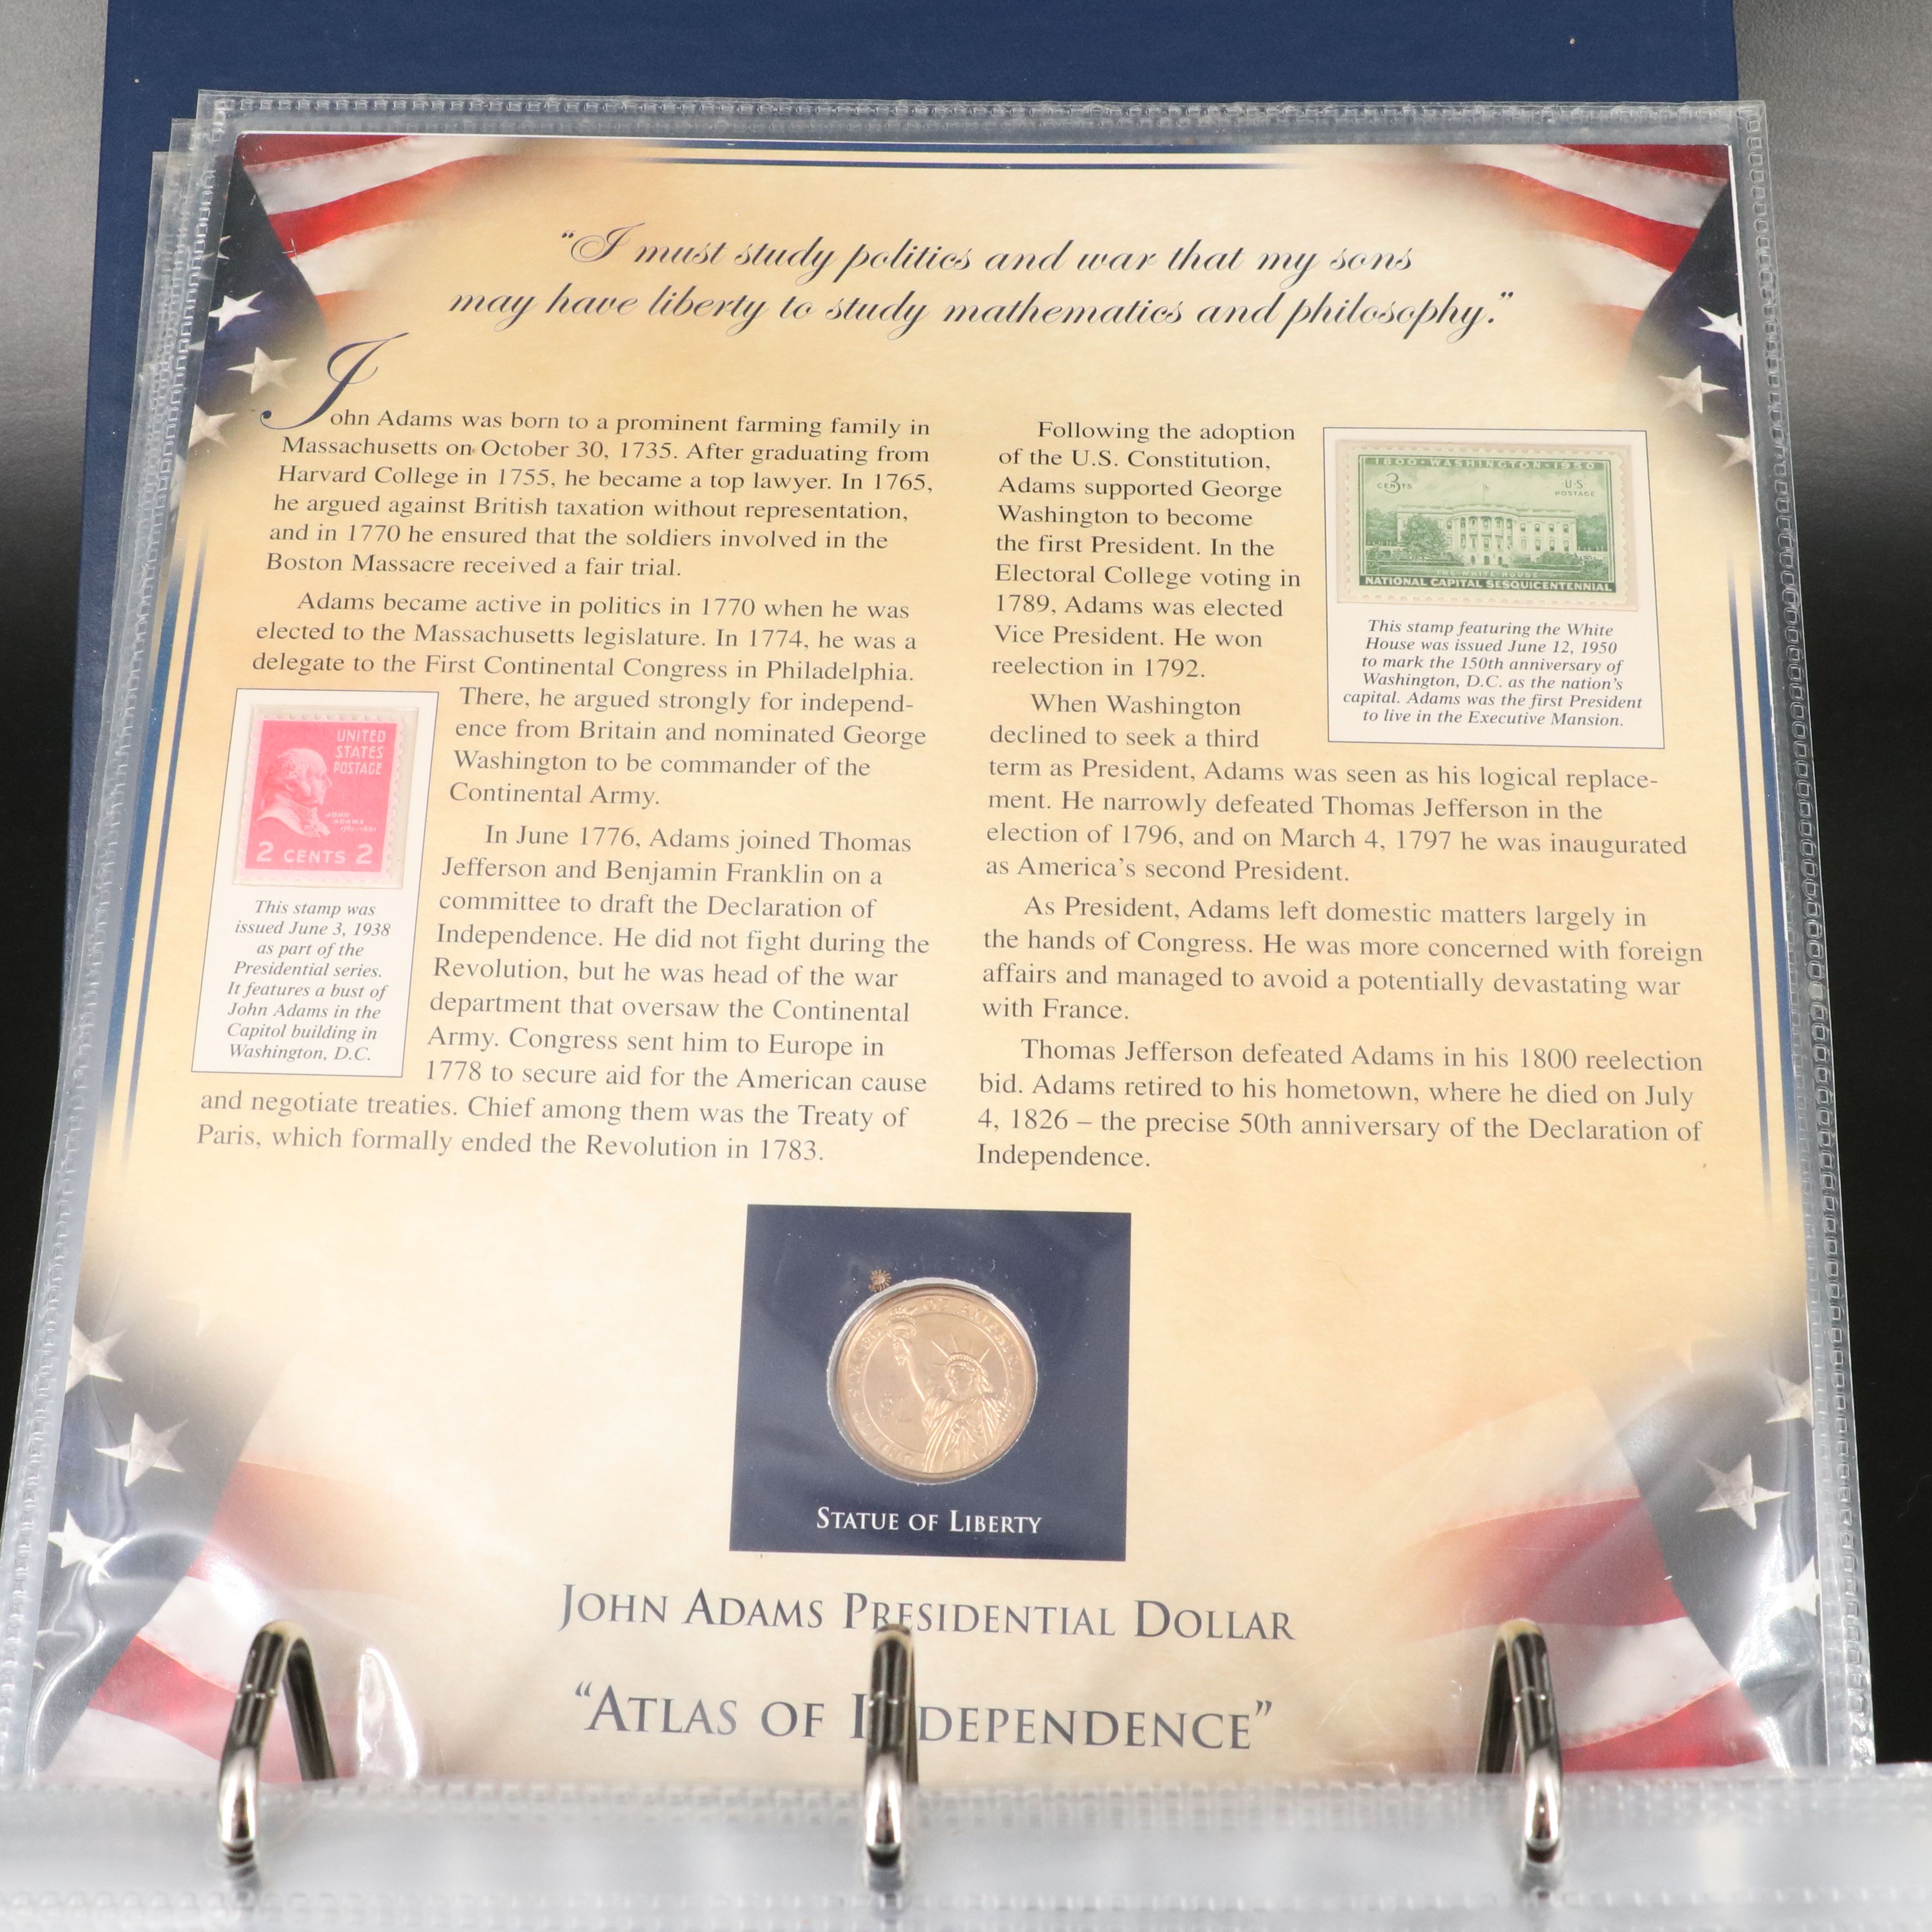 “I must study politics and war that my sons
may have liberty to study mathematics and philosophy.”
John Adams was born to a prominent farming family in
Massachusetts on October 30, 1735. After graduating from
Harvard College in 1755, he became a top lawyer. In 1765,
he argued against British taxation without representation,
and in 1770 he ensured that the soldiers involved in the
Boston Massacre received a fair trial.
Adams became active in politics in 1770 when he was
elected to the Massachusetts legislature. In 1774, he was a
delegate to the First Continental Congress in Philadelphia.
There, he argued strongly for independ-
ence from Britain and nominated George
Washington to be commander of the
Continental Army.
In June 1776, Adams joined Thomas
Jefferson and Benjamin Franklin on a
committee to draft the Declaration of
Independence. He did not fight during the
Revolution, but he was head of the war
department that oversaw the Continental
Army. Congress sent him to Europe in
1778 to secure aid for the American cause
and negotiate treaties. Chief among them was the Treaty of
Paris, which formally ended the Revolution in 1783.
UNITED
STATES
POSTAGE
JOHN
ADAMS
2 CENTS 2
This stamp was
issued June 3, 1938
as part of the
Presidential series.
It features a bust of
John Adams in the
Capitol building in
Washington, D.C.
Following the adoption
of the U.S. Constitution,
Adams supported George
Washington to become
the first President. In the
Electoral College voting in
1789, Adams was elected
Vice President. He won
reelection in 1792.
When Washington
declined to seek a third
term as President, Adams was seen as his logical replace-
ment. He narrowly defeated Thomas Jefferson in the
election of 1796, and on March 4, 1797 he was inaugurated
as America’s second President.
As President, Adams left domestic matters largely in
the hands of Congress. He was more concerned with foreign
affairs and managed to avoid a potentially devastating war
with France.
Thomas Jefferson defeated Adams in his 1800 reelection
bid. Adams retired to his hometown, where he died on July
4, 1826 – the precise 50th anniversary of the Declaration of
Independence.
1800 · WASHINGTON · 1950
3 CENTS
U·S·
POSTAGE
THE WHITE HOUSE
NATIONAL CAPITAL SESQUICENTENNIAL
This stamp featuring the White
House was issued June 12, 1950
to mark the 150th anniversary of
Washington, D.C. as the nation’s
capital. Adams was the first President
to live in the Executive Mansion.
STATES OF AMERICA
STATUE OF LIBERTY
JOHN ADAMS PRESIDENTIAL DOLLAR
“ATLAS OF INDEPENDENCE”